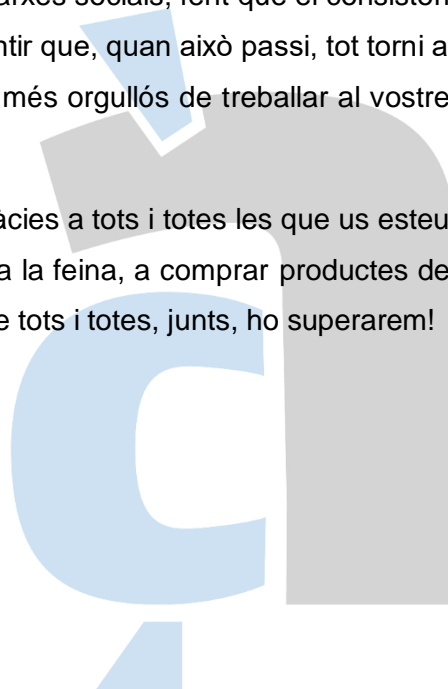 arxes socials, fent que el consistori
ntir que, quan això passi, tot torni a
més orgullós de treballar al vostre
àcies a tots i totes les que us esteu
a la feina, a comprar productes de
e tots i totes, junts, ho superarem!